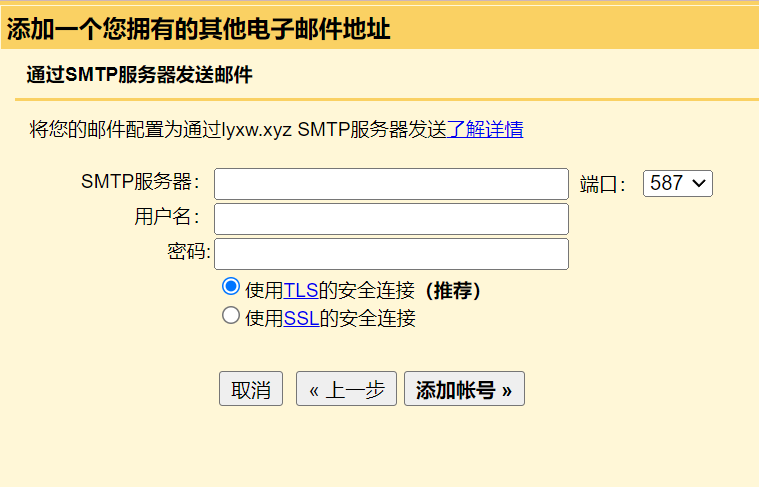 添加一个您拥有的其他电子邮件地址
通过SMTP服务器发送邮件
将您的邮件配置为通过lyxw.xyz SMTP服务器发送了解详情
SMTP服务器： 端口： 587
用户名：
密码:
使用TLS的安全连接（推荐）
使用SSL的安全连接
取消 « 上一步 添加帐号 »